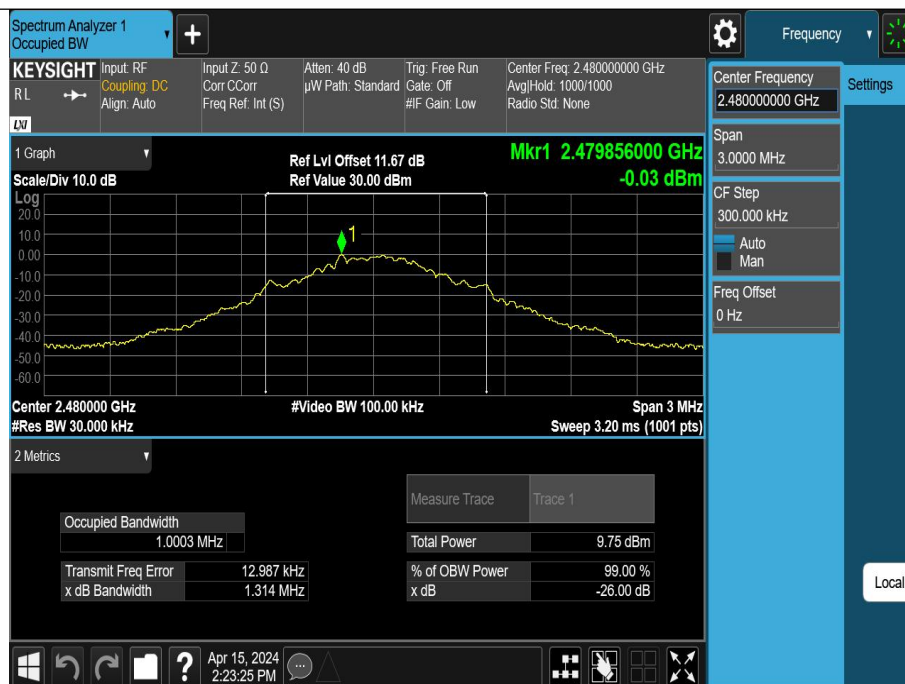 Spectrum Analyzer 1
Occupied BW
Frequency
KEYSIGHT
RL
LXI
Input: RF
Coupling: DC
Align: Auto
Input Z: 50 Ω
Corr CCorr
Freq Ref: Int (S)
Atten: 40 dB
µW Path: Standard
Trig: Free Run
Gate: Off
#IF Gain: Low
Center Freq: 2.480000000 GHz
Avg|Hold: 1000/1000
Radio Std: None
Center Frequency
2.480000000 GHz
Settings
Span
3.0000 MHz
CF Step
300.000 kHz
Auto
Man
Freq Offset
0 Hz
Local
1 Graph
Scale/Div 10.0 dB
Ref Lvl Offset 11.67 dB
Ref Value 30.00 dBm
Mkr1 2.479856000 GHz
-0.03 dBm
Log
20.0
10.0
0.00
-10.0
-20.0
-30.0
-40.0
-50.0
-60.0
1
Center 2.480000 GHz
#Res BW 30.000 kHz
#Video BW 100.00 kHz
Span 3 MHz
Sweep 3.20 ms (1001 pts)
2 Metrics
Measure Trace
Trace 1
Occupied Bandwidth
1.0003 MHz
Total Power
9.75 dBm
Transmit Freq Error
12.987 kHz
% of OBW Power
99.00 %
x dB Bandwidth
1.314 MHz
x dB
-26.00 dB
?
Apr 15, 2024
2:23:25 PM